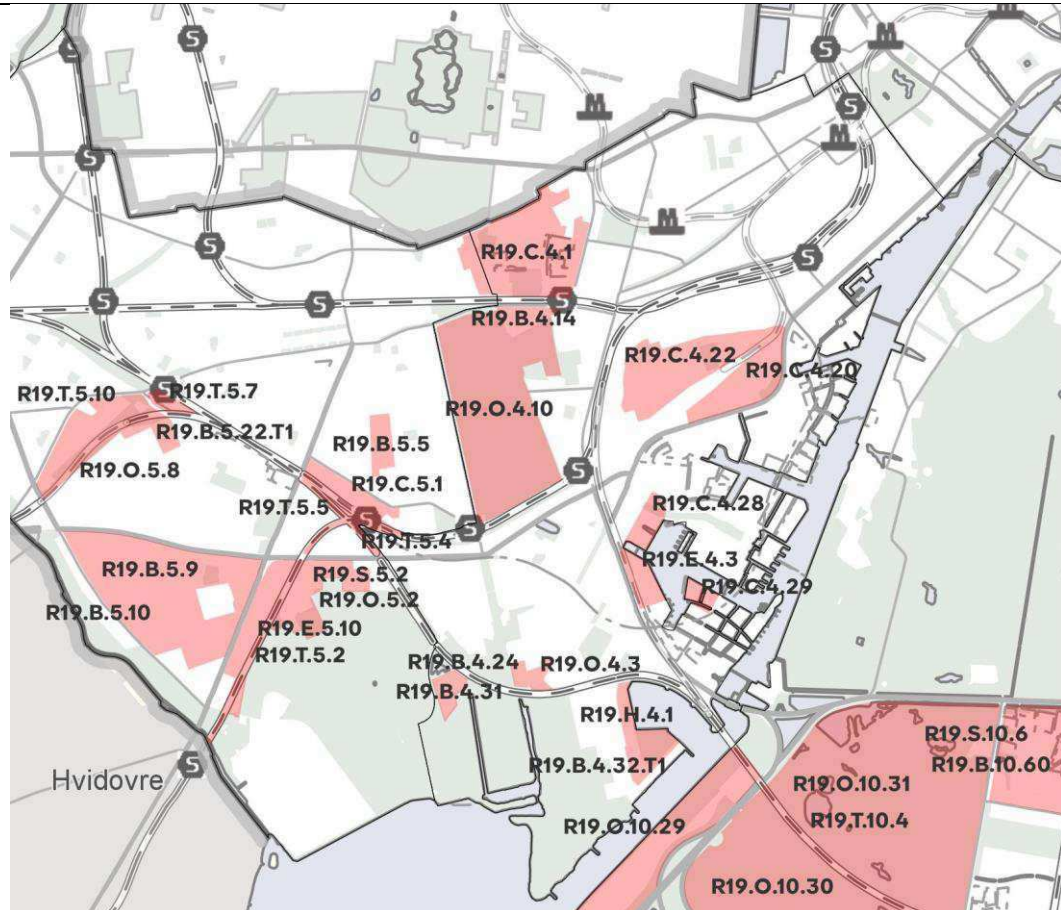 S
S
M
S
M
S
M
S
M
S
R19.C.4.1
S
S
S
S
R19.B.4.14
R19.C.4.22
R19.C.4.20
S
R19.T.5.10
R19.T.5.7
R19.O.4.10
R19.B.5.22.T1
R19.B.5.5
R19.O.5.8
S
R19.C.5.1
R19.T.5.5
R19.C.4.28
S
S
R19.T.5.4
R19.B.5.9
R19.S.5.2
R19.E.4.3
R19.C.4.29
R19.B.5.10
R19.O.5.2
R19.E.5.10
R19.T.5.2
R19.B.4.24
R19.O.4.3
R19.B.4.31
R19.H.4.1
R19.S.10.6
S
Hvidovre
R19.B.4.32.T1
R19.B.10.60
R19.O.10.31
R19.O.10.29
R19.T.10.4
R19.O.10.30